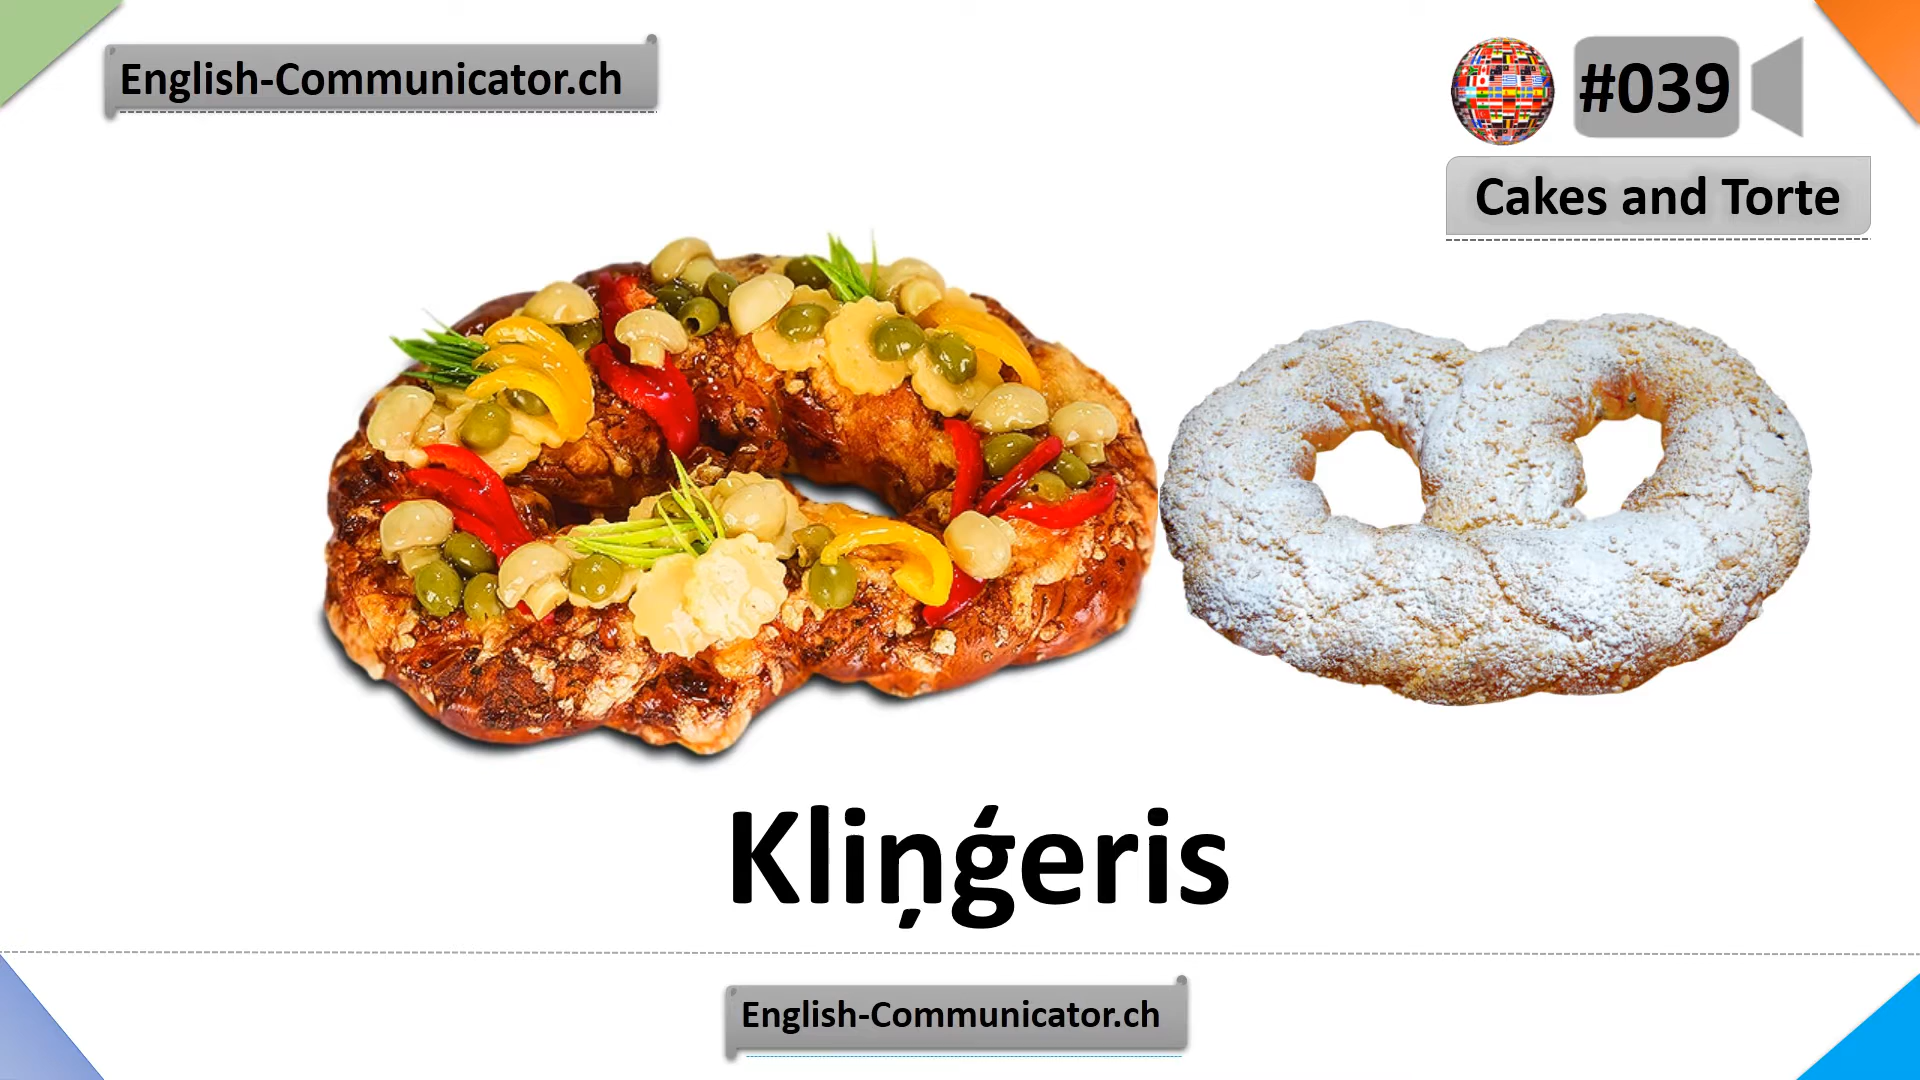 English-Communicator.ch
#039
Cakes and Torte
Kliņģeris
English-Communicator.ch